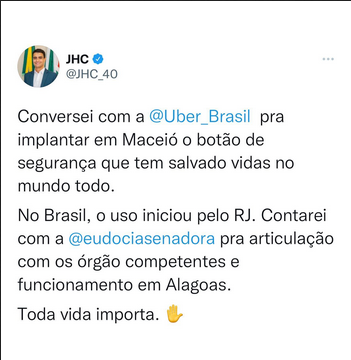 JHC
@JHC_40
Conversei com a @Uber_Brasil pra
implantar em Maceió o botão de
segurança que tem salvado vidas no
mundo todo.
No Brasil, o uso iniciou pelo RJ. Contarei
com a @eudociasenadora pra articulação
com os órgão competentes e
funcionamento em Alagoas.
Toda vida importa. ✋